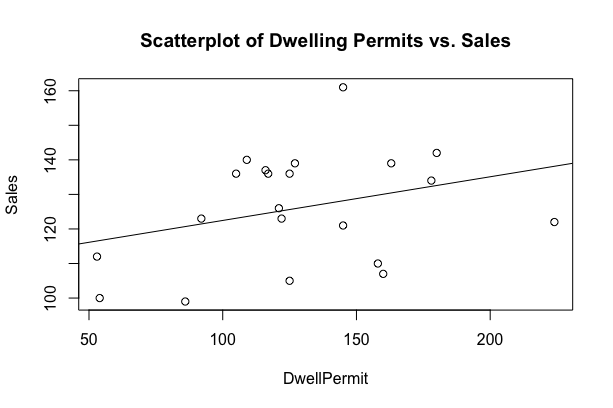 Scatterplot of Dwelling Permits vs. Sales
Sales
160
140
120
100
50 100 150 200
DwellPermit